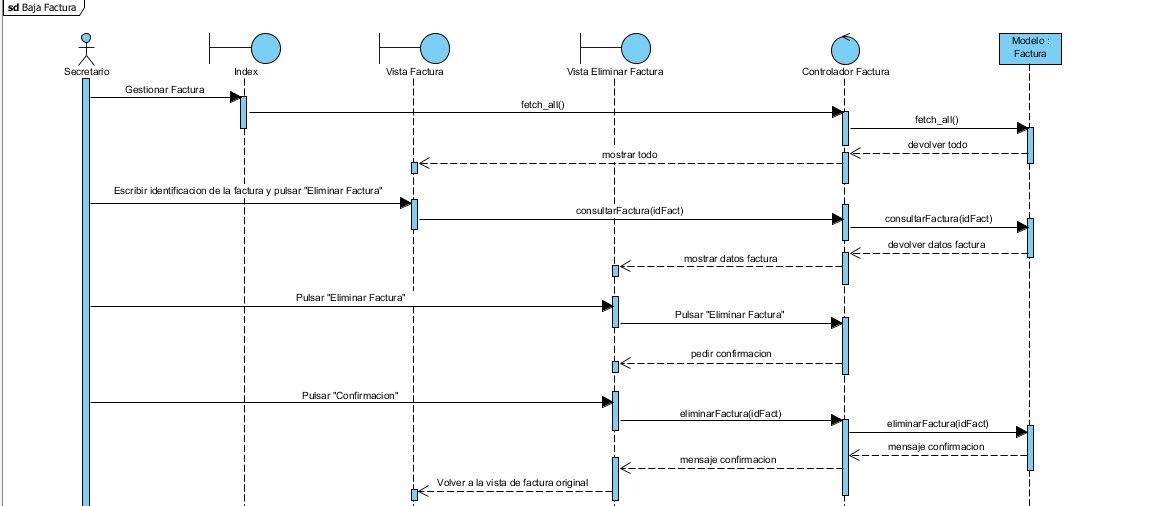 sd Baja Factura
Secretario
Index
Vista Factura
Vista Eliminar Factura
Controlador Factura
Modelo :
Factura
Gestionar Factura
fetch_all()
fetch_all()
devolver todo
mostrar todo
Escribir identificacion de la factura y pulsar "Eliminar Factura"
consultarFactura(idFact)
consultarFactura(idFact)
devolver datos factura
mostrar datos factura
Pulsar "Eliminar Factura"
Pulsar "Eliminar Factura"
pedir confirmacion
Pulsar "Confirmacion"
eliminarFactura(idFact)
eliminarFactura(idFact)
mensaje confirmacion
mensaje confirmacion
Volver a la vista de factura original